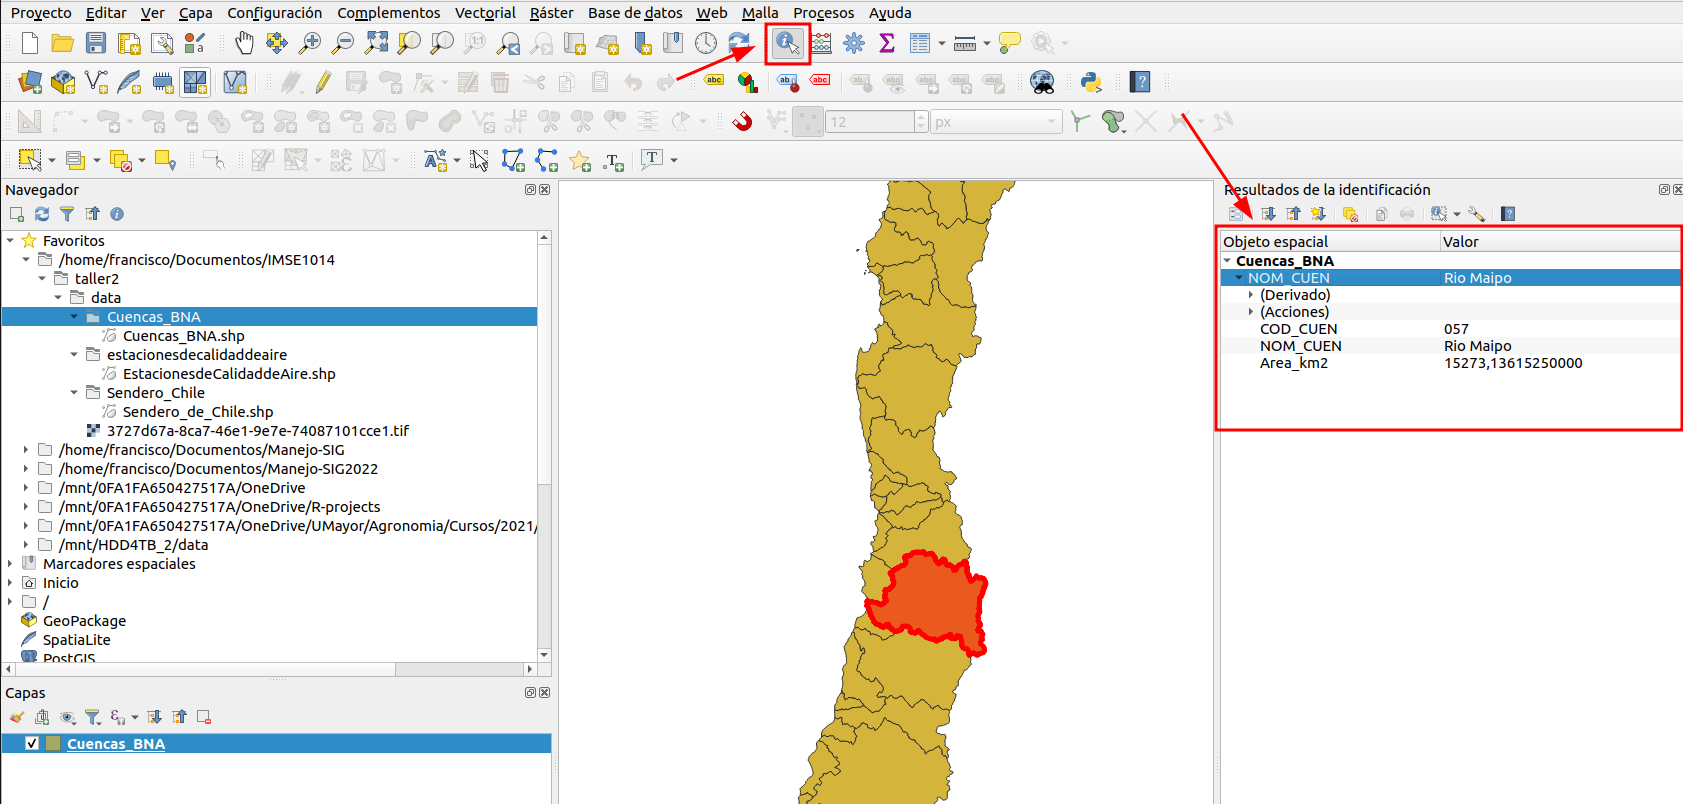 Proyecto Editar Ver Capa Configuración Complementos Vectorial Ráster Base de datos Web Malla Procesos Ayuda
1:1
abc abc abc
12 px
T
T
Navegador
Favoritos
/home/francisco/Documentos/IMSE1014
taller2
data
Cuencas_BNA
Cuencas_BNA.shp
estacionesdecalidaddeaire
EstacionesdeCalidaddeAire.shp
Sendero_Chile
Sendero_de_Chile.shp
3727d67a-8ca7-46e1-9e7e-74087101cce1.tif
/home/francisco/Documentos/Manejo-SIG
/home/francisco/Documentos/Manejo-SIG2022
/mnt/0FA1FA650427517A/OneDrive
/mnt/0FA1FA650427517A/OneDrive/R-projects
/mnt/0FA1FA650427517A/OneDrive/UMayor/Agronomia/Cursos/2021/
/mnt/HDD4TB_2/data
Marcadores espaciales
Inicio
/
GeoPackage
SpatiaLite
PostGIS
Capas
Cuencas_BNA
Resultados de la identificación
Objeto espacial Valor
Cuencas_BNA
NOM_CUEN Rio Maipo
(Derivado)
(Acciones)
COD_CUEN 057
NOM_CUEN Rio Maipo
Area_km2 15273,13615250000